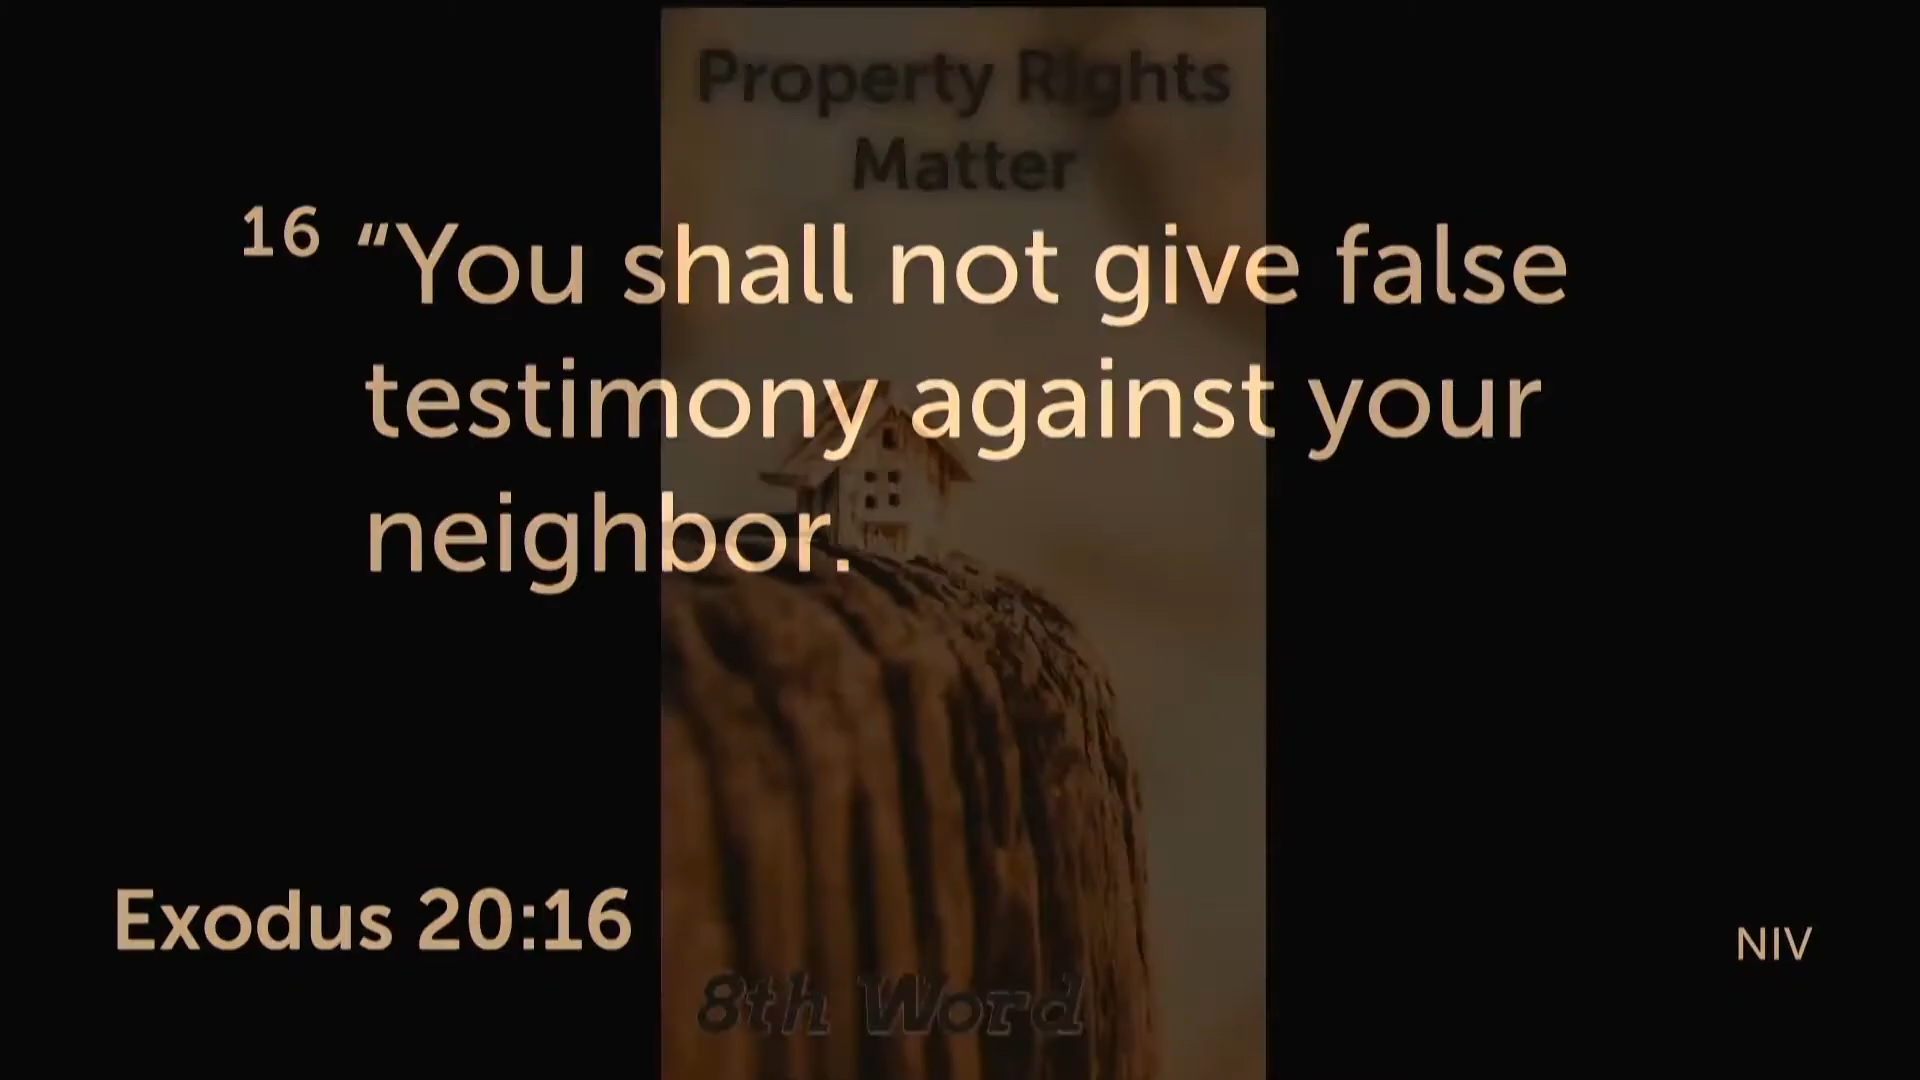 Property Rights
Matter
16 “You shall not give false
testimony against your
neighbor.
Exodus 20:16
NIV
8th Word